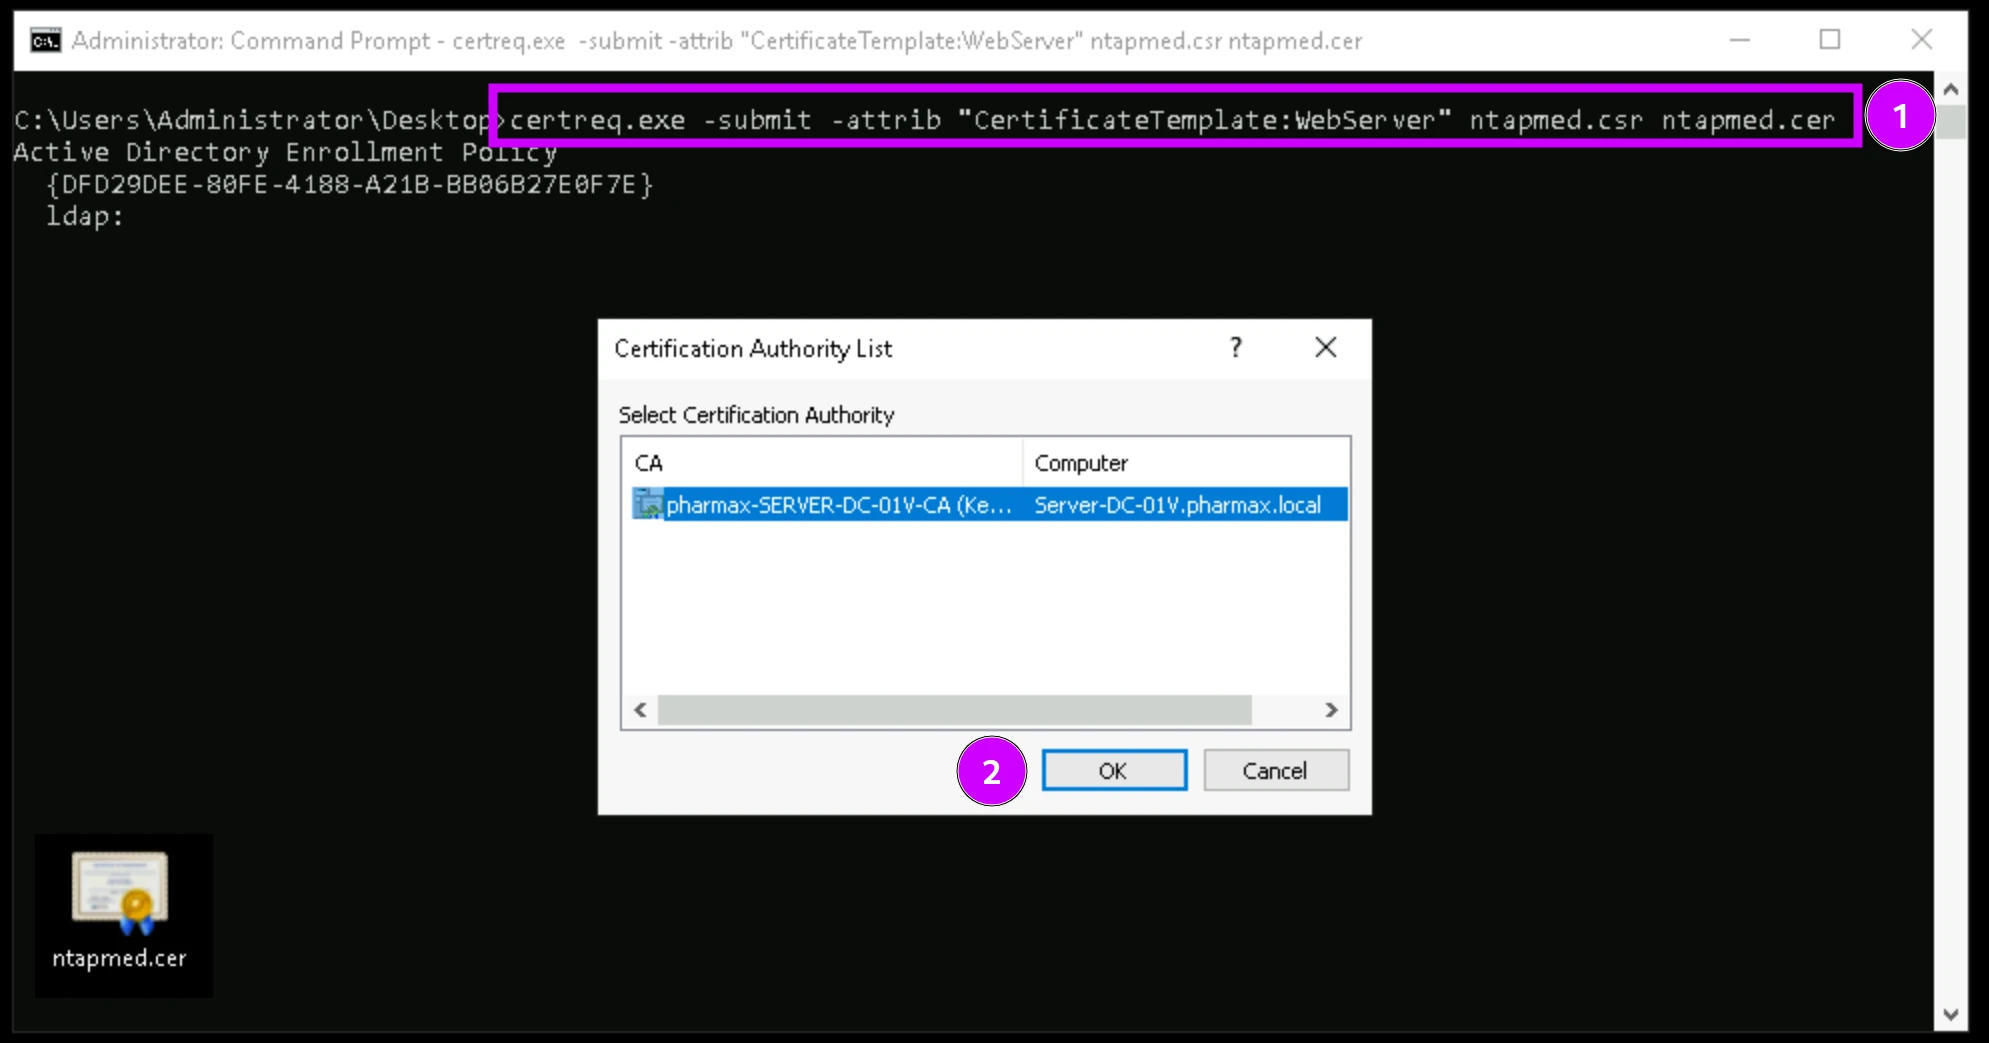 Administrator: Command Prompt - certreq.exe  -submit -attrib "CertificateTemplate:WebServer" ntapmed.csr ntapmed.cer
C:\Users\Administrator\Desktop>certreq.exe -submit -attrib "CertificateTemplate:WebServer" ntapmed.csr ntapmed.cer
1
Active Directory Enrollment Policy
{DFD29DEE-80FE-4188-A21B-BB06B27E0F7E}
ldap:
Certification Authority List
?
Select Certification Authority
CA Computer
pharmax-SERVER-DC-01V-CA (Ke... Server-DC-01V.pharmax.local
2
OK Cancel
ntapmed.cer